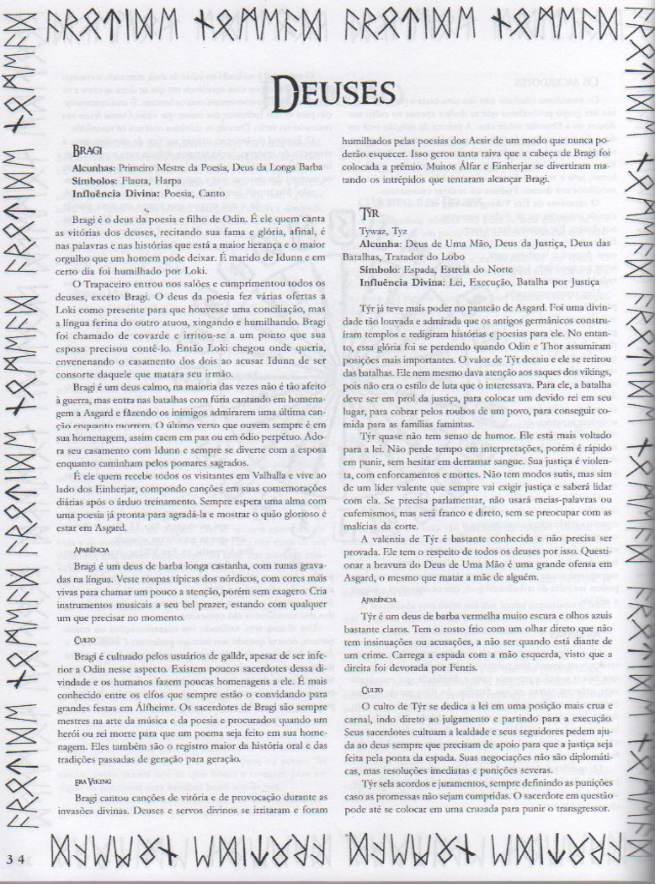 DEUSES
BRAGI
Alcunhas: Primeiro Mestre da Poesia, Deus da Longa Barba
Símbolos: Flauta, Harpa
Influência Divina: Poesia, Canto
Bragi é o deus da poesia e filho de Odin. É ele quem canta
as vitórias dos deuses, recitando sua fama e glória, afinal, é
nas palavras e nas histórias que está a maior herança e o maior
orgulho que um homem pode deixar. É marido de Idunn e em
certo dia foi humilhado por Loki.
O Trapaceiro entrou nos salões e cumprimentou todos os
deuses, exceto Bragi. O deus da poesia fez várias ofertas a
Loki como presente para que houvesse uma conciliação, mas
a língua ferina do outro atuou, xingando e humilhando. Bragi
foi chamado de covarde e irritou-se a um ponto que sua
esposa precisou contê-lo. Então Loki chegou onde queria,
envenenando o casamento dos dois ao acusar Idunn de ser
consorte daquele que matara seu irmão.
Bragi é um deus calmo, na maioria das vezes não é tão afeito
à guerra, mas entra nas batalhas com fúria cantando em homena-
gem a Asgard e fazendo os inimigos admirarem uma última can-
ção enquanto morrem. O último verso que ouvem sempre é em
sua homenagem, assim caem em paz ou em ódio perpétuo. Ado-
ra seu casamento com Idunn e sempre se diverte com a esposa
enquanto caminham pelos pomares sagrados.
É ele quem recebe todos os visitantes em Valhalla e vive ao
lado dos Einherjar, compondo canções em suas comemorações
diárias após o árduo treinamento. Sempre espera uma alma com
uma poesia já pronta para agradá-la e mostrar o quão glorioso é
estar em Asgard.
APARÊNCIA
Bragi é um deus de barba longa castanha, com runas grava-
das na língua. Veste roupas típicas dos nórdicos, com cores mais
vivas para chamar um pouco a atenção, porém sem exagero. Cria
instrumentos musicais a seu bel prazer, estando com qualquer
um que precisar no momento.
CULTO
Bragi é cultuado pelos usuários de galldr, apesar de ser infe-
rior a Odin nesse aspecto. Existem poucos sacerdotes dessa di-
vindade e os humanos fazem poucas homenagens a ele. É mais
conhecido entre os elfos que sempre estão o convidando para
grandes festas em Álfheimr. Os sacerdotes de Bragi são sempre
mestres na arte da música e da poesia e procurados quando um
herói ou rei morre para que um poema seja feito em sua home-
nagem. Eles também são o registro maior da história oral e das
tradições passadas de geração para geração.
ERA VIKING
Bragi cantou canções de vitória e de provocação durante as
invasões divinas. Deuses e servos divinos se irritaram e foram
humilhados pelas poesias dos Aesir de um modo que nunca po-
derão esquecer. Isso gerou tanta raiva que a cabeça de Bragi foi
colocada a prêmio. Muitos Álfar e Einherjar se divertiram ma-
tando os intrépidos que tentaram alcançar Bragi.
TÝR
Tywaz, Tyz
Alcunha: Deus de Uma Mão, Deus da Justiça, Deus das
Batalhas, Tratador do Lobo
Símbolo: Espada, Estrela do Norte
Influência Divina: Lei, Execução, Batalha por Justiça
Týr já teve mais poder no panteão de Asgard. Foi uma divin-
dade tão louvada e admirada que os antigos germânicos constru-
íram templos e redigiram histórias e poesias para ele. No entan-
to, essa glória foi se perdendo quando Odin e Thor assumiram
posições mais importantes. O valor de Týr decaiu e ele se retirou
das batalhas. Ele nem mesmo dava atenção aos saques dos vikings,
pois não era o estilo de luta que o interessava. Para ele, a batalha
deve ser em prol da justiça, para colocar um devido rei em seu
lugar, para cobrar pelos roubos de um povo, para conseguir co-
mida para as famílias famintas.
Týr quase não tem senso de humor. Ele está mais voltado
para a lei. Não perde tempo em interpretações, porém é rápido
em punir, sem hesitar em derramar sangue. Sua justiça é violen-
ta, com enforcamentos e mortes. Não tem modos sutis, mas sim
de um líder valente que sempre vai exigir justiça e saberá lidar
com ela. Se precisa parlamentar, não usará meias-palavras ou
eufemismos, mas será franco e direto, sem se preocupar com as
malícias da corte.
A valentia de Týr é bastante conhecida e não precisa ser
provada. Ele tem o respeito de todos os deuses por isso. Questi-
onar a bravura do Deus de Uma Mão é uma grande ofensa em
Asgard, o mesmo que matar a mãe de alguém.
APARÊNCIA
Týr é um deus de barba vermelha muito escura e olhos azuis
bastante claros. Tem o rosto frio com um olhar direto que não
tem insinuações ou acusações, a não ser quando está diante de
um crime. Carrega a espada com a mão esquerda, visto que a
direita foi devorada por Fenris.
CULTO
O culto de Týr se dedica a lei em uma posição mais crua e
carnal, indo direto ao julgamento e partindo para a execução.
Seus sacerdotes cultuam a lealdade e seus seguidores pedem aju-
da ao deus sempre que precisam de apoio para que a justiça seja
feita pela ponta da espada. Suas negociações não são diplomáti-
cas, mas resoluções imediatas e punições severas.
Týr sela acordos e juramentos, sempre definindo as punições
caso as promessas não sejam cumpridas. O sacerdote em questão
pode até se colocar em uma cruzada para punir o transgressor.
34